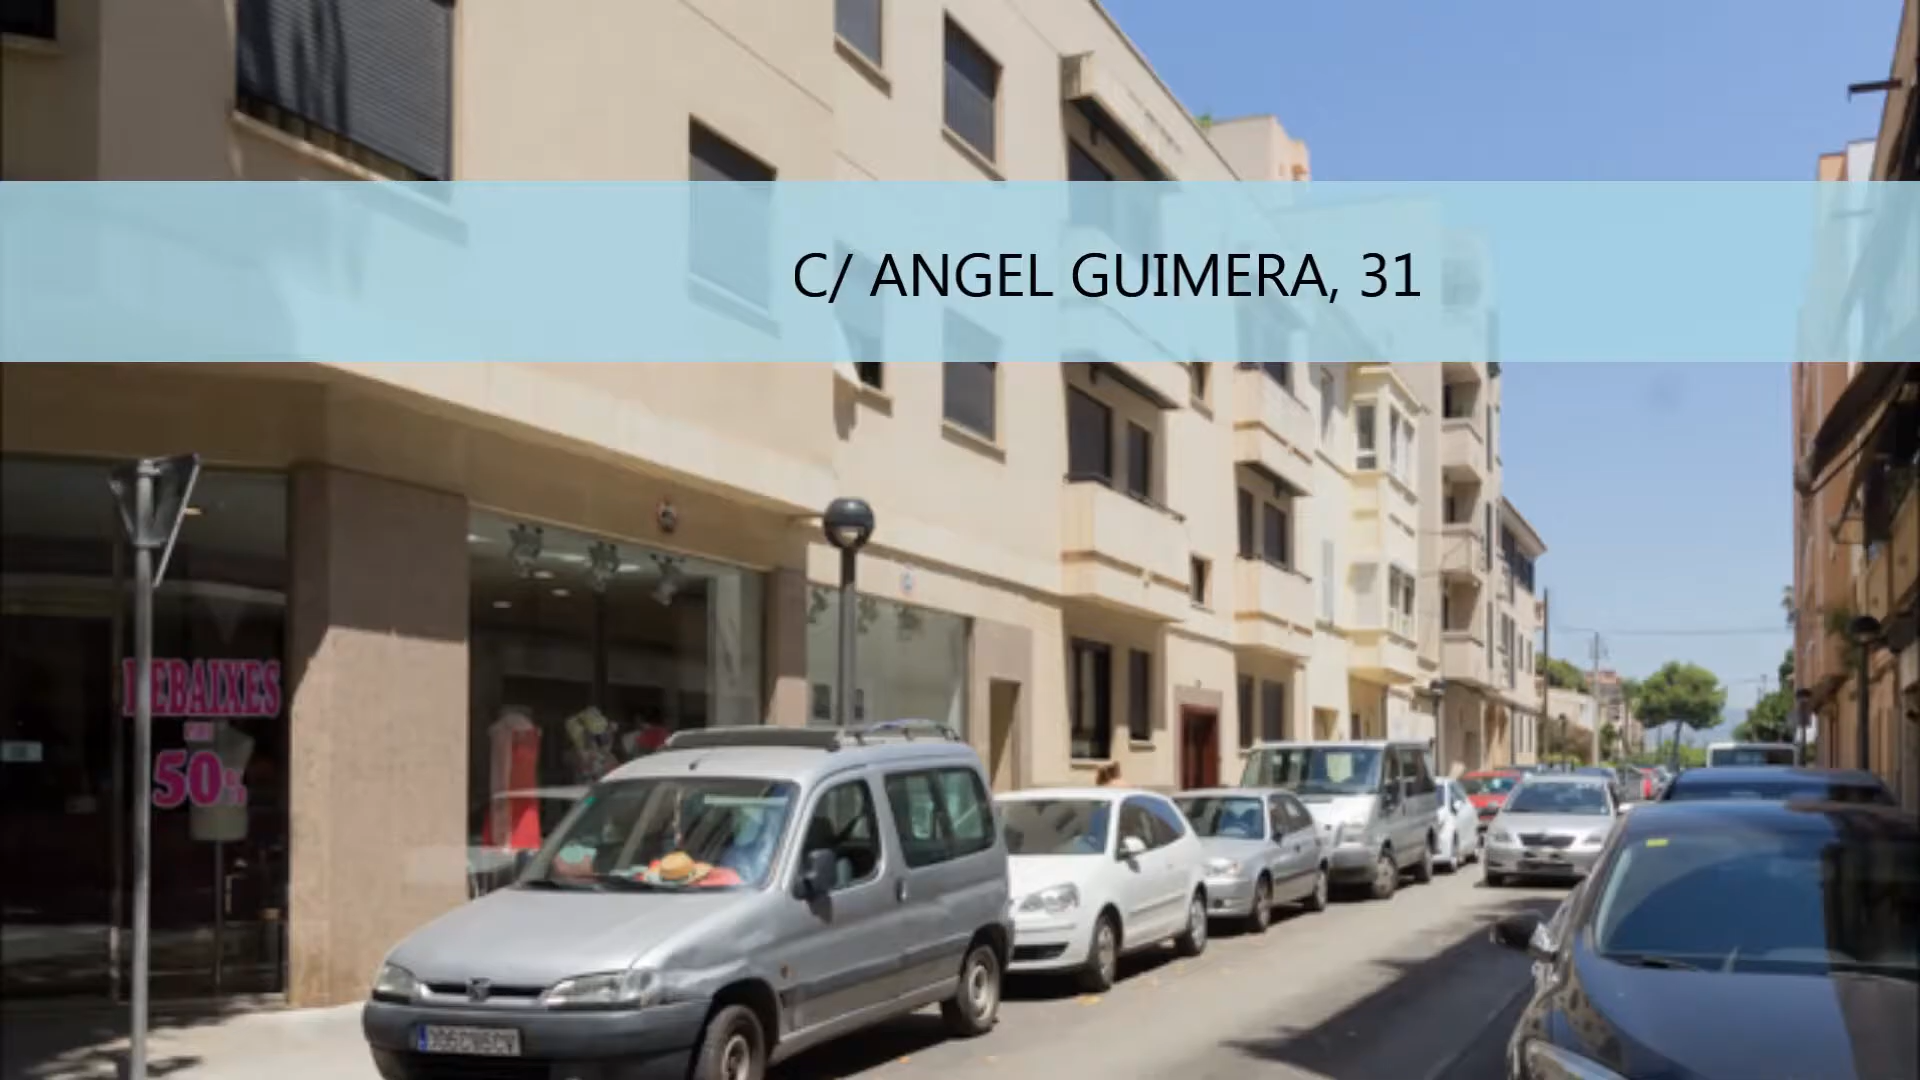 C/ ANGEL GUIMERA, 31
REBAIXES
50%